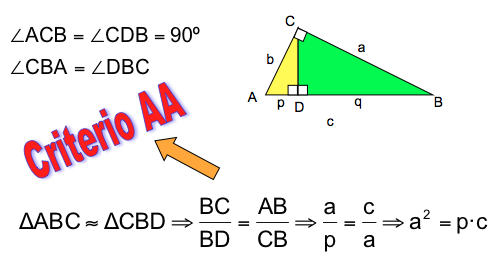 ∠ACB = ∠CDB = 90º
∠CBA = ∠DBC
Criterio AA
C
b
a
A
p
D
q
B
c
ΔABC ≈ ΔCBD ⇒ BC/BD = AB/CB ⇒ a/p = c/a ⇒ a² = p·c